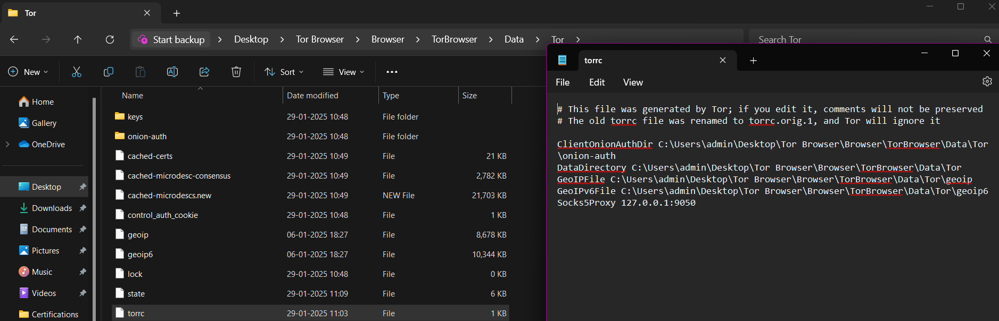 Tor
Start backup > Desktop > Tor Browser > Browser > TorBrowser > Data > Tor >
Search Tor
New
Sort
View
Home
Gallery
OneDrive
Desktop
Downloads
Documents
Pictures
Music
Videos
Certifications
Name Date modified Type Size
keys 29-01-2025 10:48 File folder
onion-auth 29-01-2025 10:48 File folder
cached-certs 29-01-2025 10:49 File 21 KB
cached-microdesc-consensus 29-01-2025 10:49 File 2,782 KB
cached-microdescs.new 29-01-2025 10:49 NEW File 21,703 KB
control_auth_cookie 29-01-2025 10:48 File 1 KB
geoip 06-01-2025 18:27 File 8,678 KB
geoip6 06-01-2025 18:27 File 10,344 KB
lock 29-01-2025 10:48 File 0 KB
state 29-01-2025 11:09 File 6 KB
torrc 29-01-2025 11:03 File 1 KB
torrc
File Edit View
# This file was generated by Tor; if you edit it, comments will not be preserved
# The old torrc file was renamed to torrc.orig.1, and Tor will ignore it
ClientOnionAuthDir C:\Users\admin\Desktop\Tor Browser\Browser\TorBrowser\Data\Tor
\onion-auth
DataDirectory C:\Users\admin\Desktop\Tor Browser\Browser\TorBrowser\Data\Tor
GeoIPFile C:\Users\admin\Desktop\Tor Browser\Browser\TorBrowser\Data\Tor\geoip
GeoIPv6File C:\Users\admin\Desktop\Tor Browser\Browser\TorBrowser\Data\Tor\geoip6
Socks5Proxy 127.0.0.1:9050